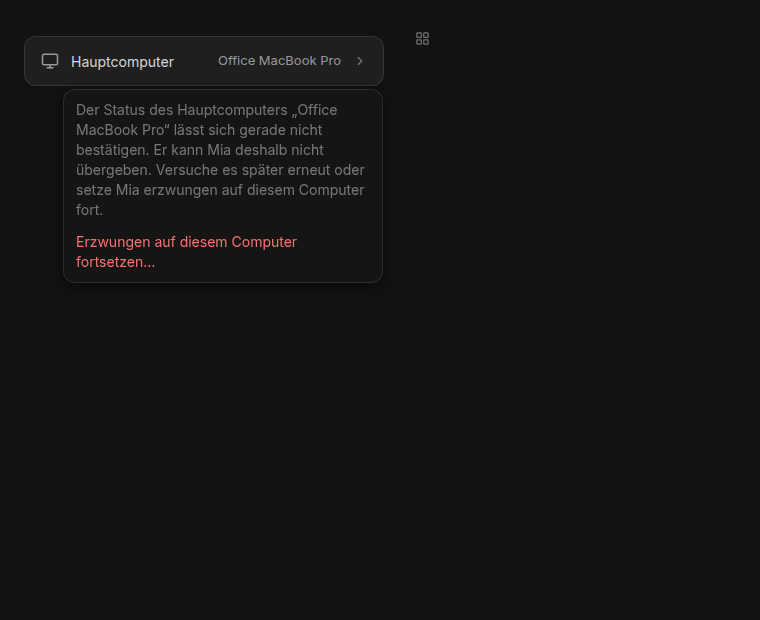 Hauptcomputer
Office MacBook Pro
Der Status des Hauptcomputers „Office
MacBook Pro“ lässt sich gerade nicht
bestätigen. Er kann Mia deshalb nicht
übergeben. Versuche es später erneut oder
setze Mia erzwungen auf diesem Computer
fort.
Erzwungen auf diesem Computer
fortsetzen...